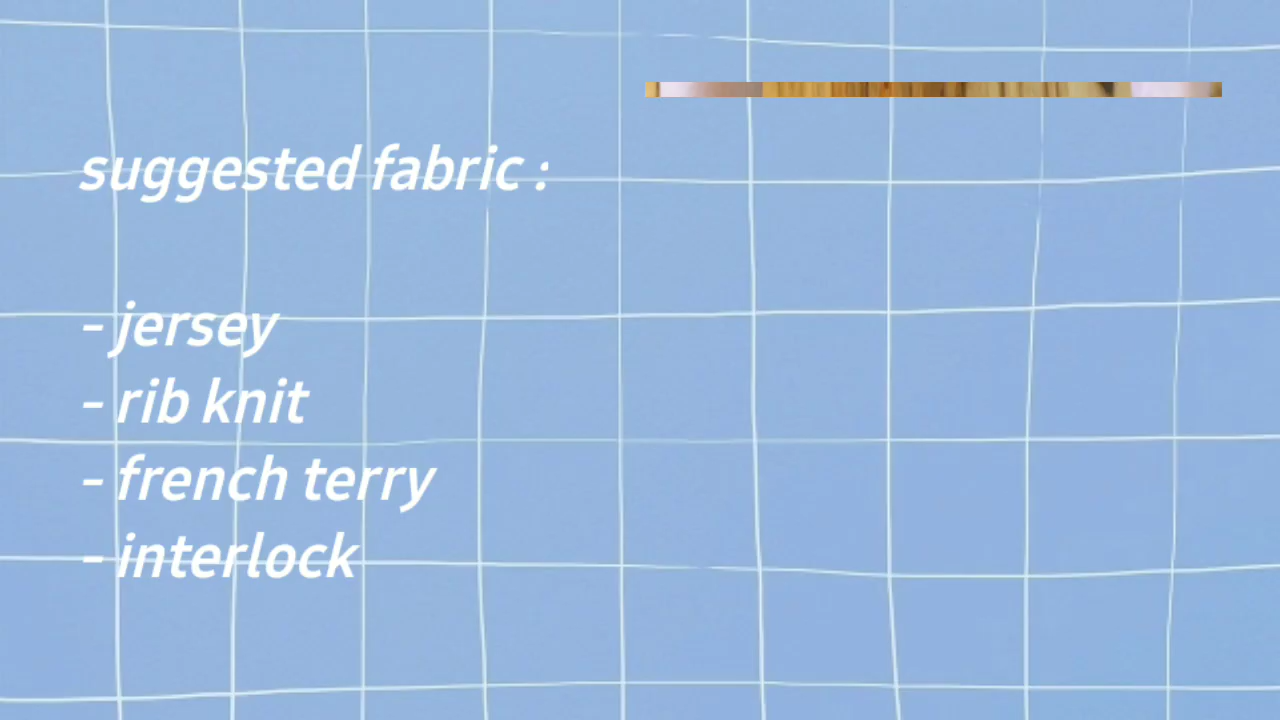 suggested fabric :
- jersey
- rib knit
- french terry
- interlock